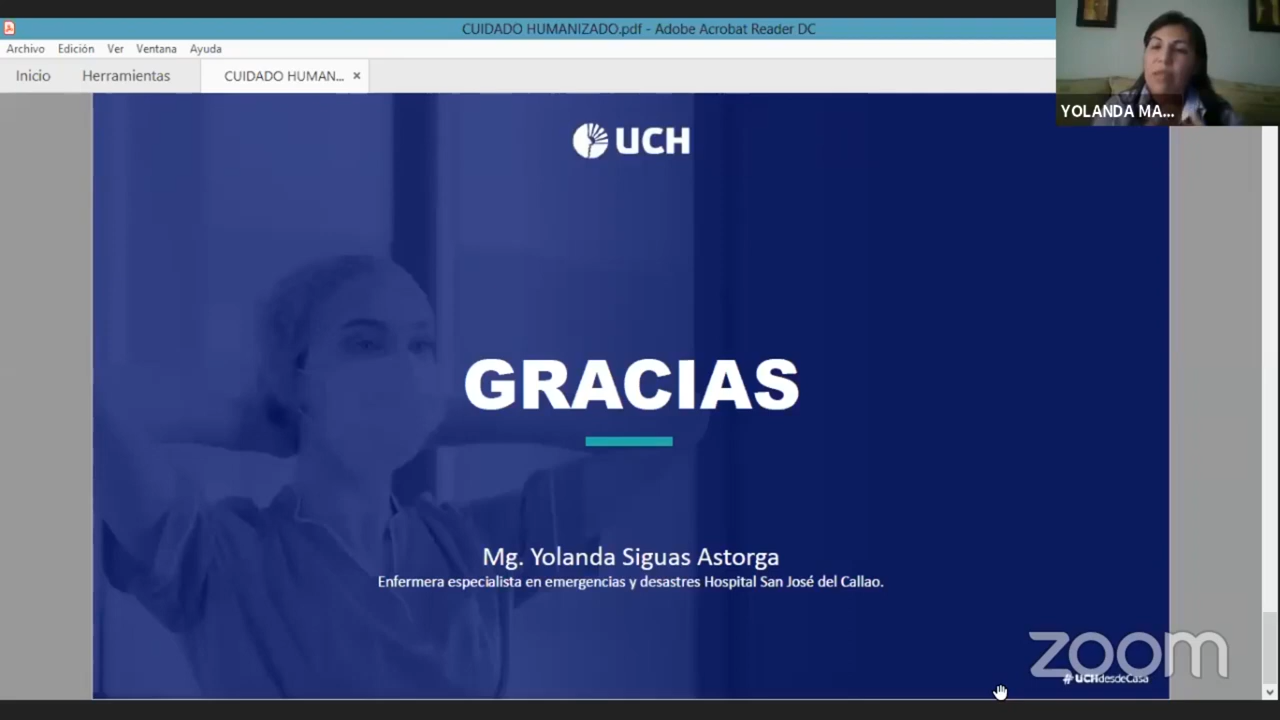 CUIDADO HUMANIZADO.pdf - Adobe Acrobat Reader DC
Archivo Edición Ver Ventana Ayuda
Inicio Herramientas CUIDADO HUMAN... ×
YOLANDA MA...
UCH
GRACIAS
Mg. Yolanda Siguas Astorga
Enfermera especialista en emergencias y desastres Hospital San José del Callao.
zoom
#UCHdesdeCasa